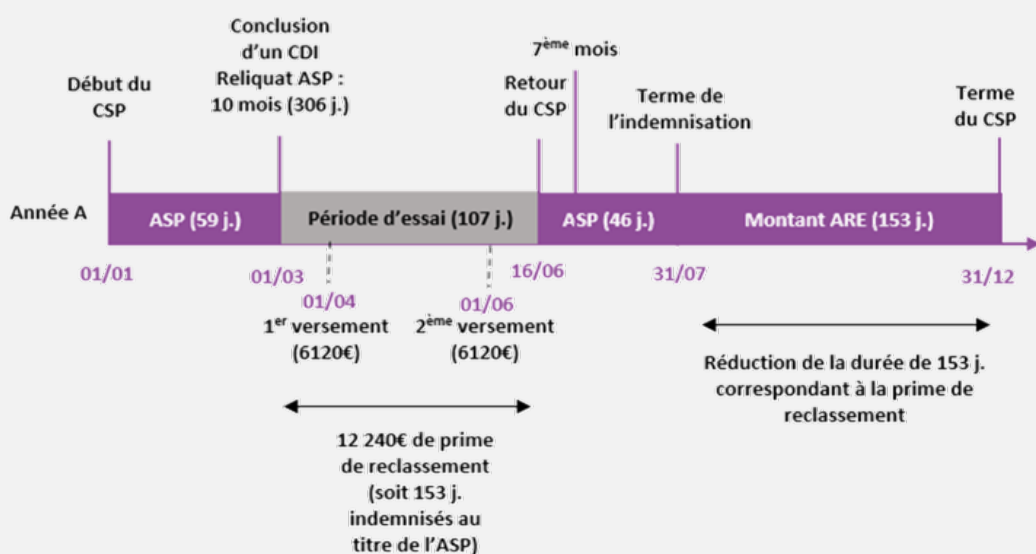 Début du
CSP
Conclusion
d'un CDI
Reliquat ASP :
10 mois (306 j.)
7ème mois
Retour
du CSP
Terme de
l'indemnisation
Terme
du CSP
Année A
ASP (59 j.)
Période d'essai (107 j.)
ASP (46 j.)
Montant ARE (153 j.)
01/01
01/03
01/04
1er versement
(6120€)
01/06
2ème versement
(6120€)
16/06
31/07
31/12
12 240€ de prime
de reclassement
(soit 153 j.
indemnisés au
titre de l'ASP)
Réduction de la durée de 153 j.
correspondant à la prime de
reclassement